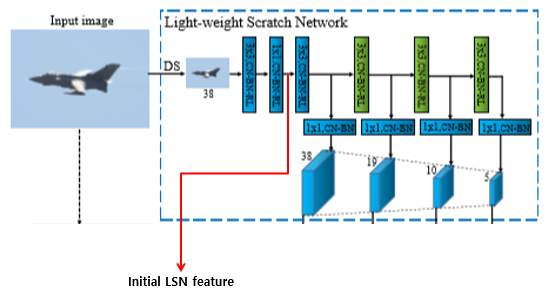 Input image
Light-weight Scratch Network
DS
38
3x3 CN-BN-RL
1x1 CN-BN-RL
3x3 CN-BN-RL
3x3 CN-BN-RL
3x3 CN-BN-RL
3x3 CN-BN-RL
1x1,CN-BN
1x1,CN-BN
1x1,CN-BN
1x1,CN-BN
38
19
10
5
Initial LSN feature